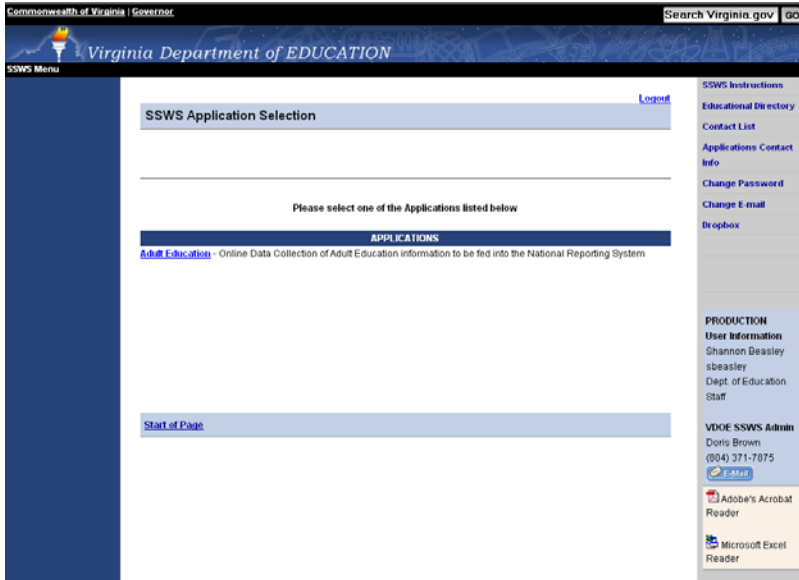 Commonwealth of Virginia | Governor
Search Virginia.gov GO
Virginia Department of EDUCATION
SSWS Menu
Logout
SSWS Application Selection
Please select one of the Applications listed below
APPLICATIONS
Adult Education - Online Data Collection of Adult Education information to be fed into the National Reporting System
Start of Page
SSWS Instructions
Educational Directory
Contact List
Applications Contact
Info
Change Password
Change E-mail
Dropbox
PRODUCTION
User Information
Shannon Beasley
sbeasley
Dept. of Education
Staff
VDOE SSWS Admin
Doris Brown
(804) 371-7875
E-Mail
Adobe's Acrobat
Reader
Microsoft Excel
Reader